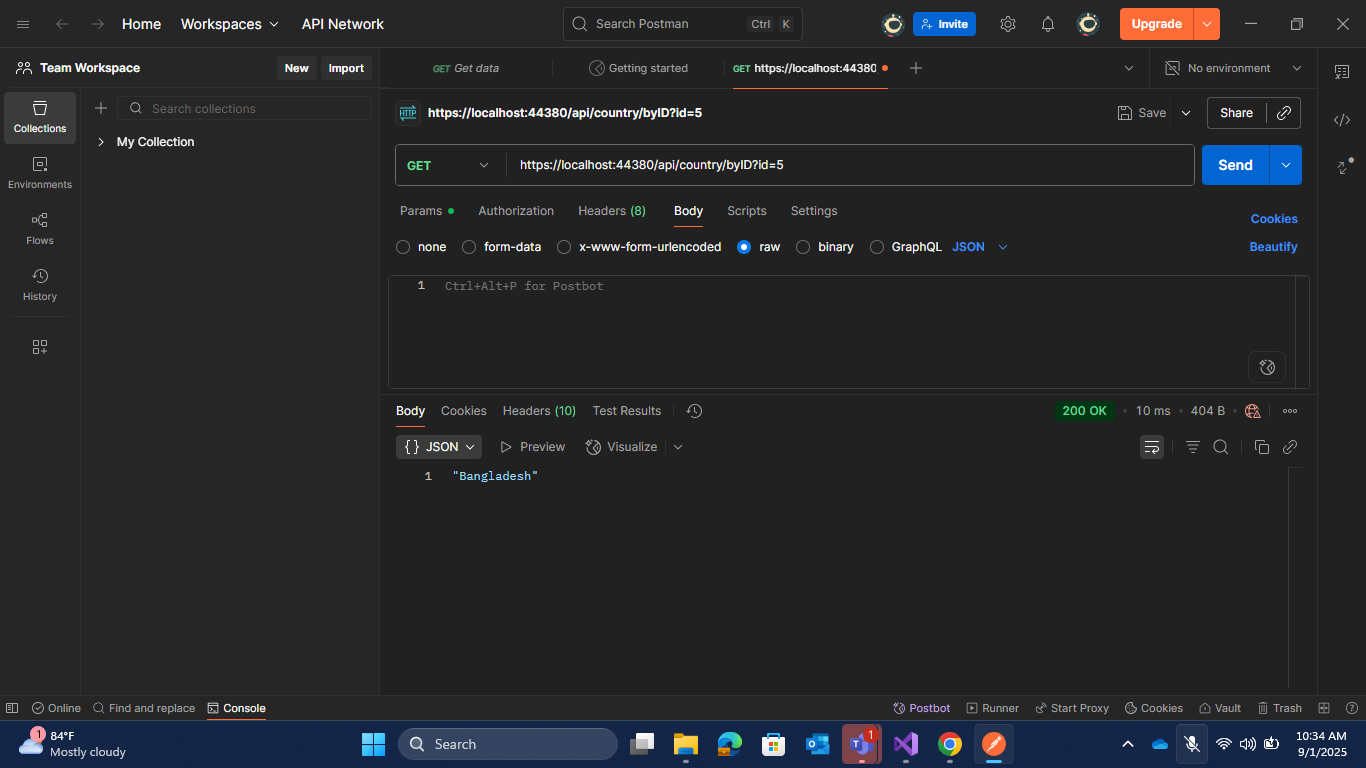 Home Workspaces API Network Search Postman Ctrl K Invite Upgrade
Team Workspace New Import GET Get data Getting started GET https://localhost:44380 No environment
Search collections
Collections
My Collection
Environments
Flows
History
HTTP https://localhost:44380/api/country/byID?id=5 Save Share
GET https://localhost:44380/api/country/byID?id=5 Send
Params Authorization Headers (8) Body Scripts Settings Cookies
none form-data x-www-form-urlencoded raw binary GraphQL JSON Beautify
1 Ctrl+Alt+P for Postbot
Body Cookies Headers (10) Test Results 200 OK • 10 ms • 404 B •
{} JSON Preview Visualize
1 "Bangladesh"
Online Find and replace Console Postbot Runner Start Proxy Cookies Vault Trash
1 84°F
Mostly cloudy
Search
1
10:34 AM
9/1/2025